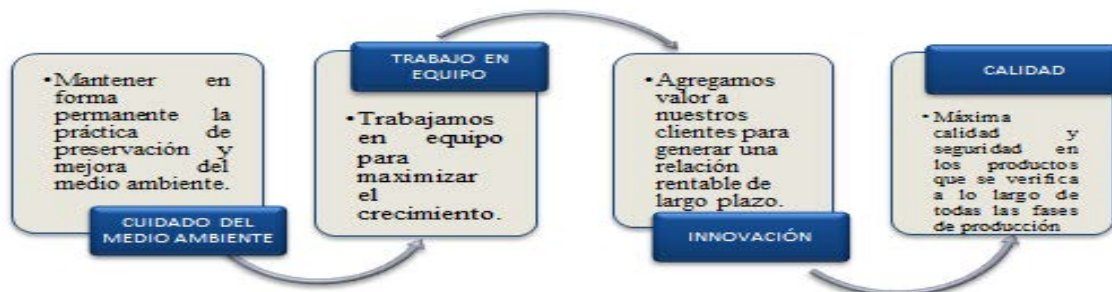 •Mantener en
forma
permanente la
práctica de
preservación y
mejora del
medio ambiente.
CUIDADO DEL
MEDIO AMBIENTE
TRABAJO EN
EQUIPO
•Trabajamos
en equipo
para
maximizar
el
crecimiento.
•Agregamos
valor a
nuestros
clientes para
generar una
relación
rentable de
largo plazo.
INNOVACIÓN
CALIDAD
• Máxima
calidad y
seguridad en
los productos
que se verifica
a lo largo de
todas las fases
de producción